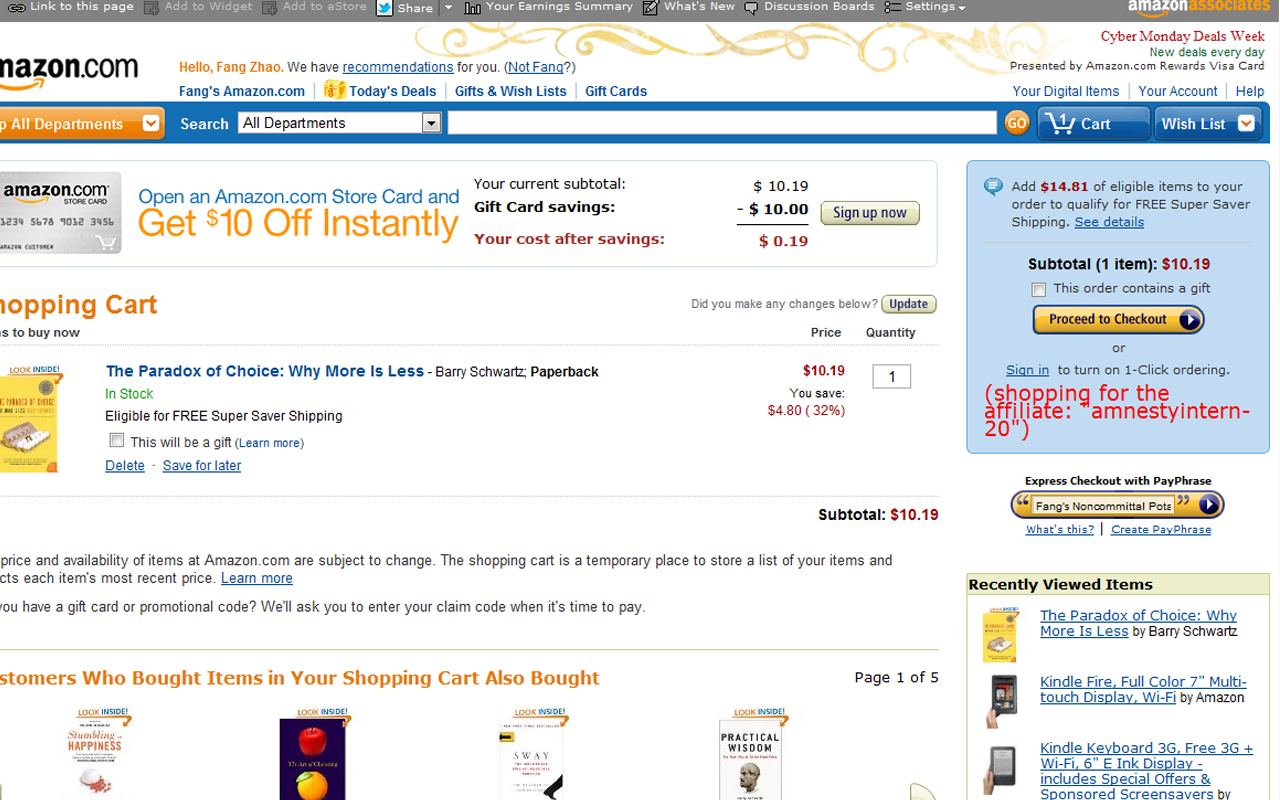 Link to this page Add to Widget Add to aStore Share Your Earnings Summary What's New Discussion Boards Settings amazonassociates
Cyber Monday Deals Week
New deals every day
Presented by Amazon.com Rewards Visa Card
mazon.com
Hello, Fang Zhao. We have recommendations for you. (Not Fang?)
Fang's Amazon.com Today's Deals Gifts & Wish Lists Gift Cards
Your Digital Items Your Account Help
p All Departments Search All Departments GO 1 Cart Wish List
amazon.com
STORE CARD
1234 5678 9012 3456
AMAZON CUSTOMER
Open an Amazon.com Store Card and
Get $10 Off Instantly
Your current subtotal: $ 10.19
Gift Card savings: - $ 10.00
Your cost after savings: $ 0.19
Sign up now
Add $14.81 of eligible items to your
order to qualify for FREE Super Saver
Shipping. See details
Subtotal (1 item): $10.19
This order contains a gift
Proceed to Checkout
or
Sign in to turn on 1-Click ordering.
(shopping for the
affiliate: "amnestyintern-
20")
hopping Cart
Did you make any changes below? Update
ms to buy now
Price Quantity
LOOK INSIDE!
The Paradox of Choice: Why More Is Less - Barry Schwartz; Paperback
In Stock
Eligible for FREE Super Saver Shipping
This will be a gift (Learn more)
Delete · Save for later
$10.19 1
You save:
$4.80 ( 32%)
Subtotal: $10.19
Express Checkout with PayPhrase
“ Fang's Noncommittal Pota ”
What's this? | Create PayPhrase
price and availability of items at Amazon.com are subject to change. The shopping cart is a temporary place to store a list of your items and
cts each item's most recent price. Learn more
you have a gift card or promotional code? We'll ask you to enter your claim code when it's time to pay.
Recently Viewed Items
The Paradox of Choice: Why
More Is Less by Barry Schwartz
Kindle Fire, Full Color 7" Multi-
touch Display, Wi-Fi by Amazon
Kindle Keyboard 3G, Free 3G +
Wi-Fi, 6" E Ink Display -
includes Special Offers &
Sponsored Screensavers by
stomers Who Bought Items in Your Shopping Cart Also Bought
Page 1 of 5
LOOK INSIDE! LOOK INSIDE! LOOK INSIDE! LOOK INSIDE!
Stumbling on
HAPPINESS
The Art of Choosing
SWAY
PRACTICAL
WISDOM